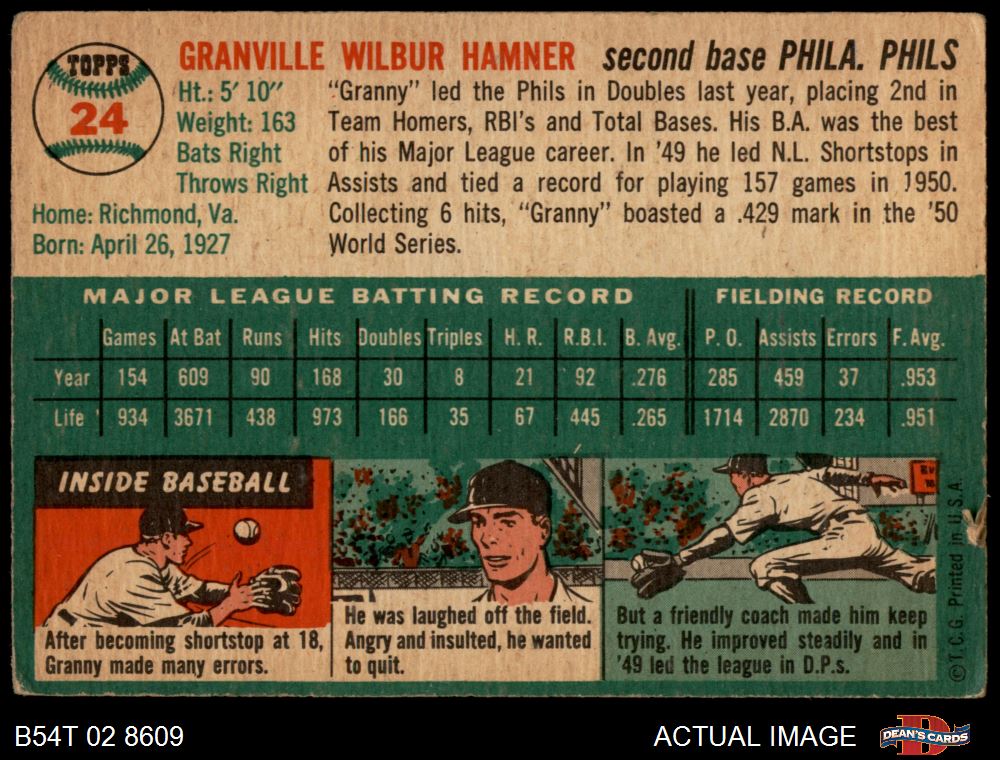 TOPPS
24
GRANVILLE WILBUR HAMNER second base PHILA. PHILS
Ht.: 5' 10"
Weight: 163
Bats Right
Throws Right
Home: Richmond, Va.
Born: April 26, 1927
"Granny" led the Phils in Doubles last year, placing 2nd in
Team Homers, RBI's and Total Bases. His B.A. was the best
of his Major League career. In '49 he led N.L. Shortstops in
Assists and tied a record for playing 157 games in 1950.
Collecting 6 hits, "Granny" boasted a .429 mark in the '50
World Series.
MAJOR LEAGUE BATTING RECORD FIELDING RECORD
Games At Bat Runs Hits Doubles Triples H. R. R.B.I. B. Avg. P. O. Assists Errors F. Avg.
Year 154 609 90 168 30 8 21 92 .276 285 459 37 .953
Life 934 3671 438 973 166 35 67 445 .265 1714 2870 234 .951
INSIDE BASEBALL
After becoming shortstop at 18,
Granny made many errors.
He was laughed off the field.
Angry and insulted, he wanted
to quit.
But a friendly coach made him keep
trying. He improved steadily and in
'49 led the league in D.P.s.
©T.C.G. Printed in U.S.A.
B54T 02 8609
ACTUAL IMAGE
DEAN'S CARDS